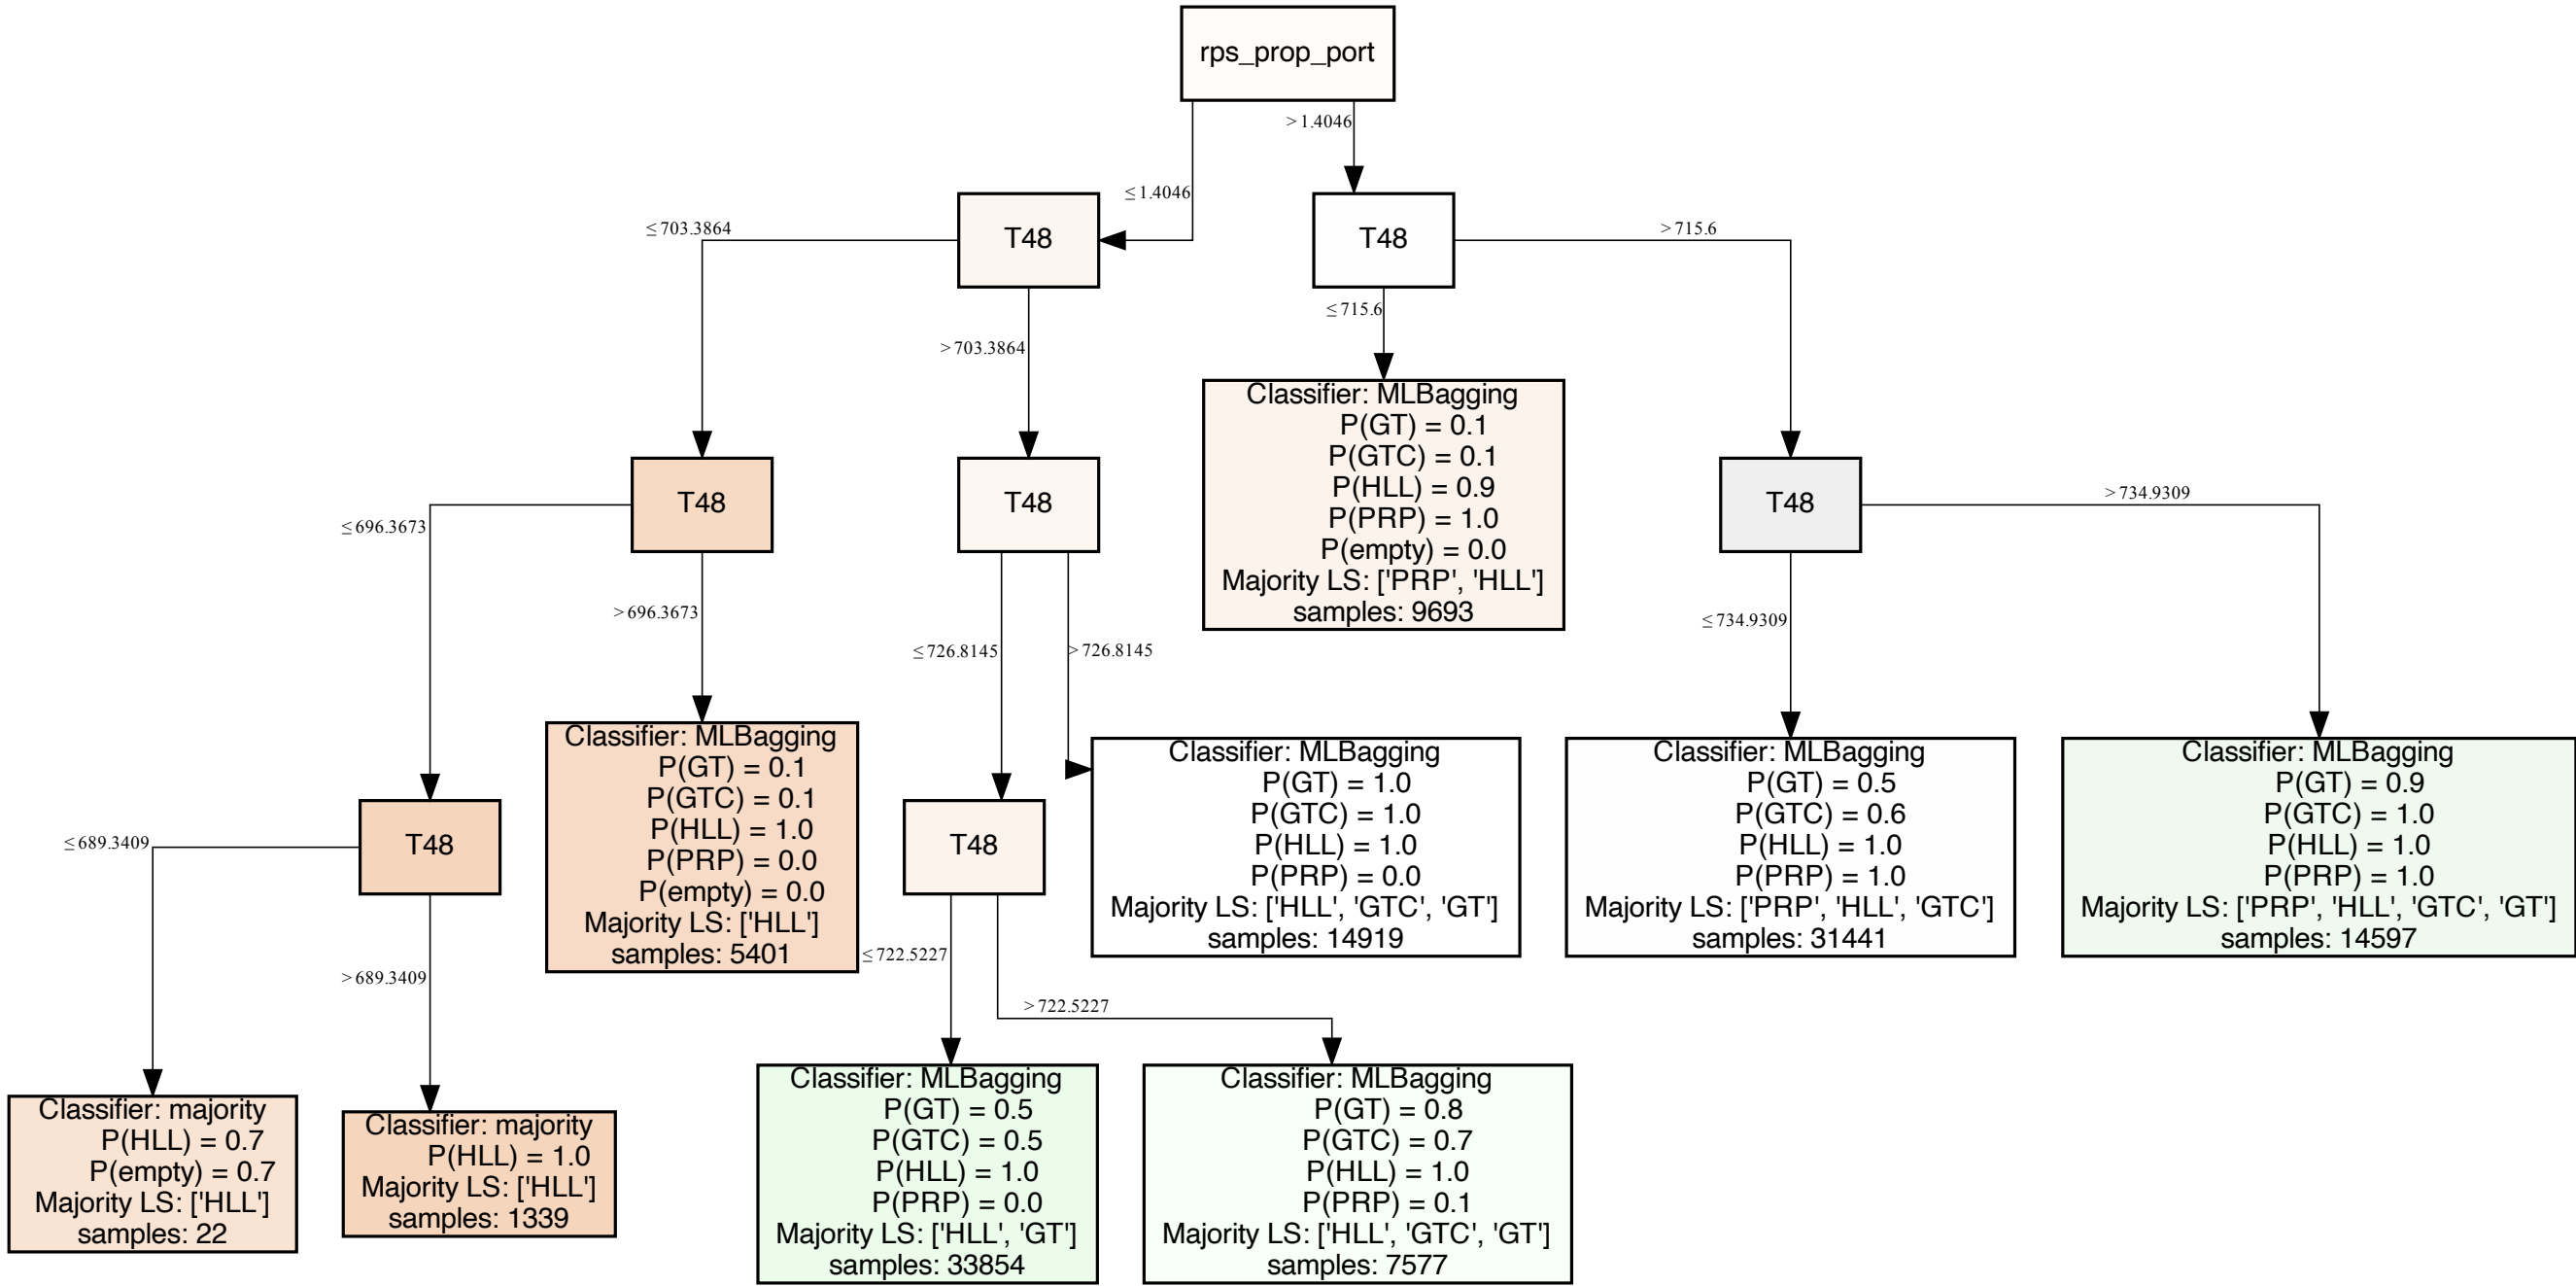 rps_prop_port
> 1.4046
≤ 1.4046
T48
T48
≤ 703.3864
> 703.3864
≤ 715.6
> 715.6
T48
T48
Classifier: MLBagging
P(GT) = 0.1
P(GTC) = 0.1
P(HLL) = 0.9
P(PRP) = 1.0
P(empty) = 0.0
Majority LS: ['PRP', 'HLL']
samples: 9693
T48
≤ 696.3673
> 696.3673
≤ 726.8145
> 726.8145
≤ 734.9309
> 734.9309
T48
Classifier: MLBagging
P(GT) = 0.1
P(GTC) = 0.1
P(HLL) = 1.0
P(PRP) = 0.0
P(empty) = 0.0
Majority LS: ['HLL']
samples: 5401
T48
Classifier: MLBagging
P(GT) = 1.0
P(GTC) = 1.0
P(HLL) = 1.0
P(PRP) = 0.0
Majority LS: ['HLL', 'GTC', 'GT']
samples: 14919
Classifier: MLBagging
P(GT) = 0.5
P(GTC) = 0.6
P(HLL) = 1.0
P(PRP) = 1.0
Majority LS: ['PRP', 'HLL', 'GTC']
samples: 31441
Classifier: MLBagging
P(GT) = 0.9
P(GTC) = 1.0
P(HLL) = 1.0
P(PRP) = 1.0
Majority LS: ['PRP', 'HLL', 'GTC', 'GT']
samples: 14597
≤ 689.3409
> 689.3409
≤ 722.5227
> 722.5227
Classifier: majority
P(HLL) = 0.7
P(empty) = 0.7
Majority LS: ['HLL']
samples: 22
Classifier: majority
P(HLL) = 1.0
Majority LS: ['HLL']
samples: 1339
Classifier: MLBagging
P(GT) = 0.5
P(GTC) = 0.5
P(HLL) = 1.0
P(PRP) = 0.0
Majority LS: ['HLL', 'GT']
samples: 33854
Classifier: MLBagging
P(GT) = 0.8
P(GTC) = 0.7
P(HLL) = 1.0
P(PRP) = 0.1
Majority LS: ['HLL', 'GTC', 'GT']
samples: 7577